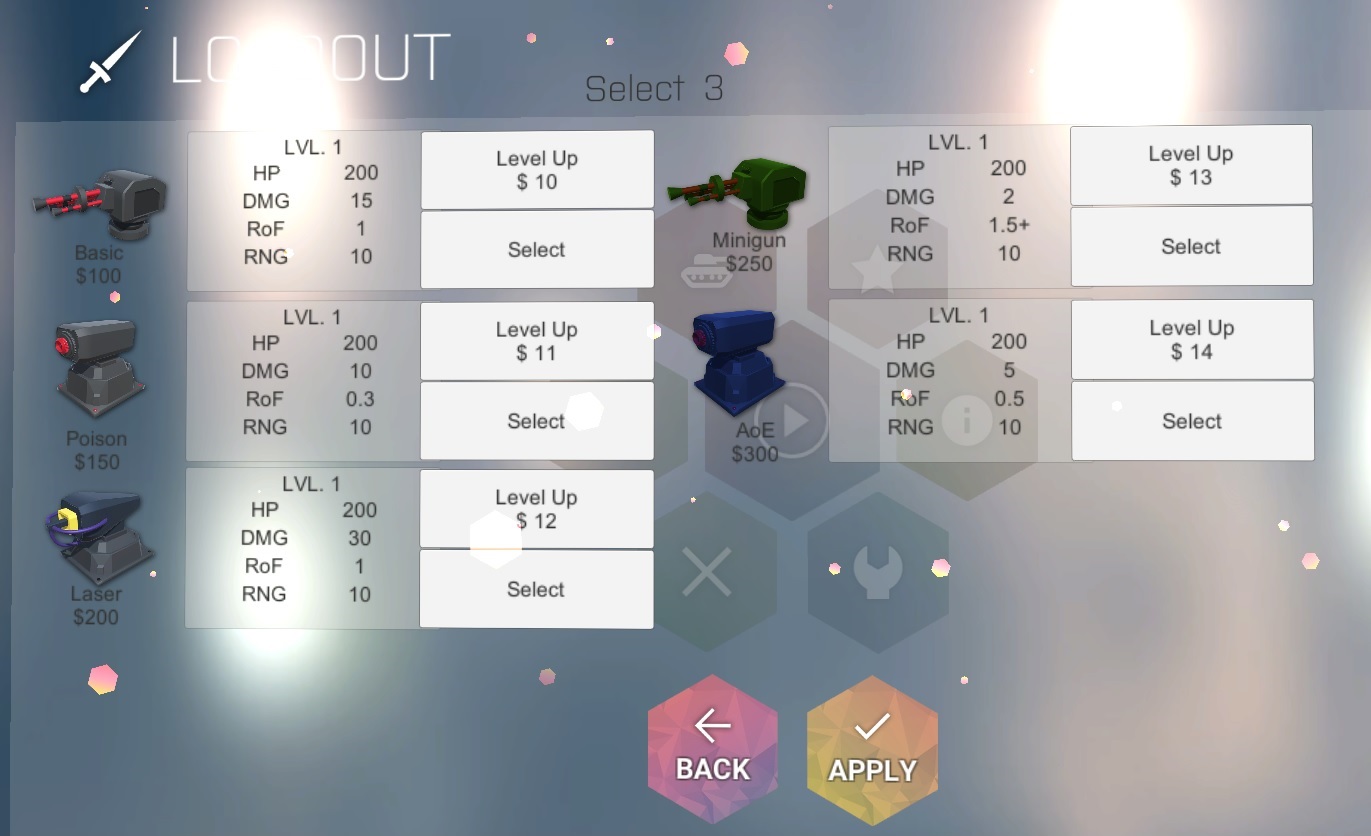 LOADOUT
Select 3
LVL. 1
HP 200
DMG 15
RoF 1
RNG 10
Level Up
$ 10
Select
Basic
$100
LVL. 1
HP 200
DMG 2
RoF 1.5+
RNG 10
Level Up
$ 13
Select
Minigun
$250
LVL. 1
HP 200
DMG 10
RoF 0.3
RNG 10
Level Up
$ 11
Select
Poison
$150
LVL. 1
HP 200
DMG 5
RoF 0.5
RNG 10
Level Up
$ 14
Select
AoE
$300
LVL. 1
HP 200
DMG 30
RoF 1
RNG 10
Level Up
$ 12
Select
Laser
$200
BACK
APPLY